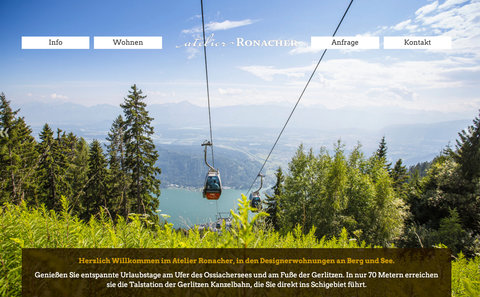 Info
Wohnen
atelier · Ronacher
Anfrage
Kontakt
Herzlich Willkommen im Atelier Ronacher, in den Designerwohnungen an Berg und See.
Genießen Sie entspannte Urlaubstage am Ufer des Ossiachersees und am Fuße der Gerlitzen. In nur 70 Metern erreichen
sie die Talstation der Gerlitzen Kanzelbahn, die Sie direkt ins Schigebiet führt.